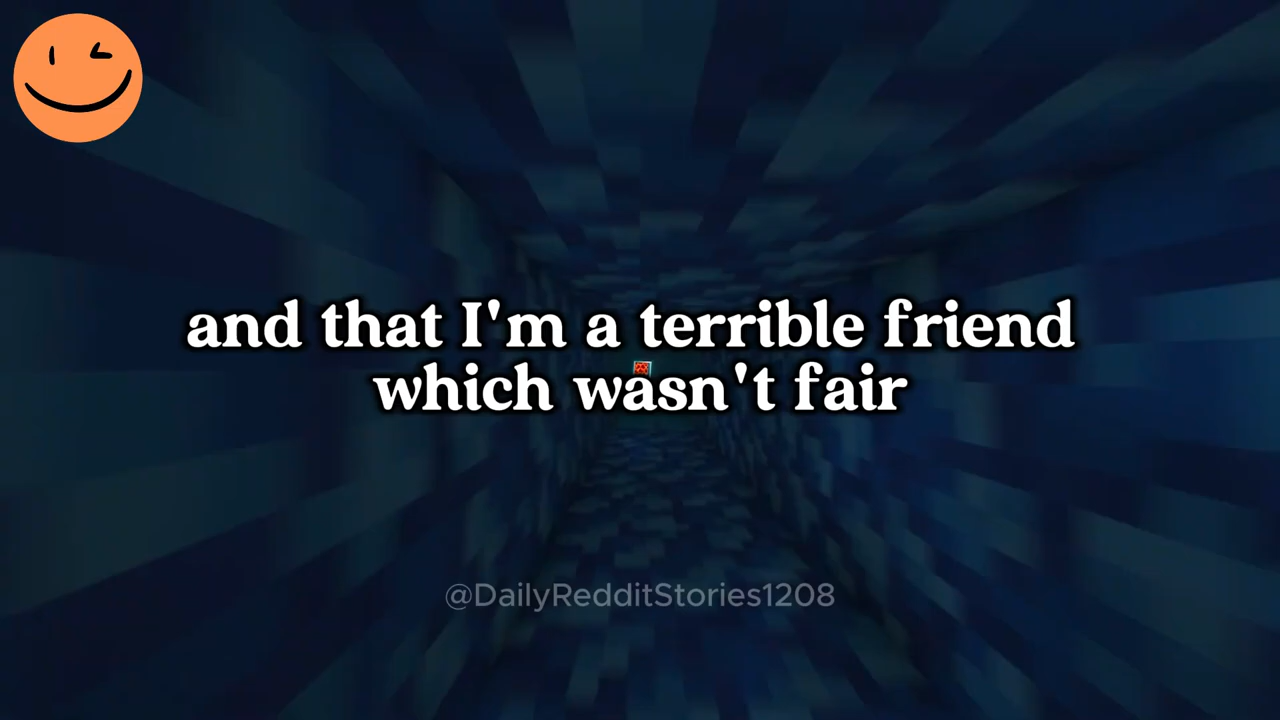 and that I'm a terrible friend
which wasn't fair
@DailyRedditStories1208